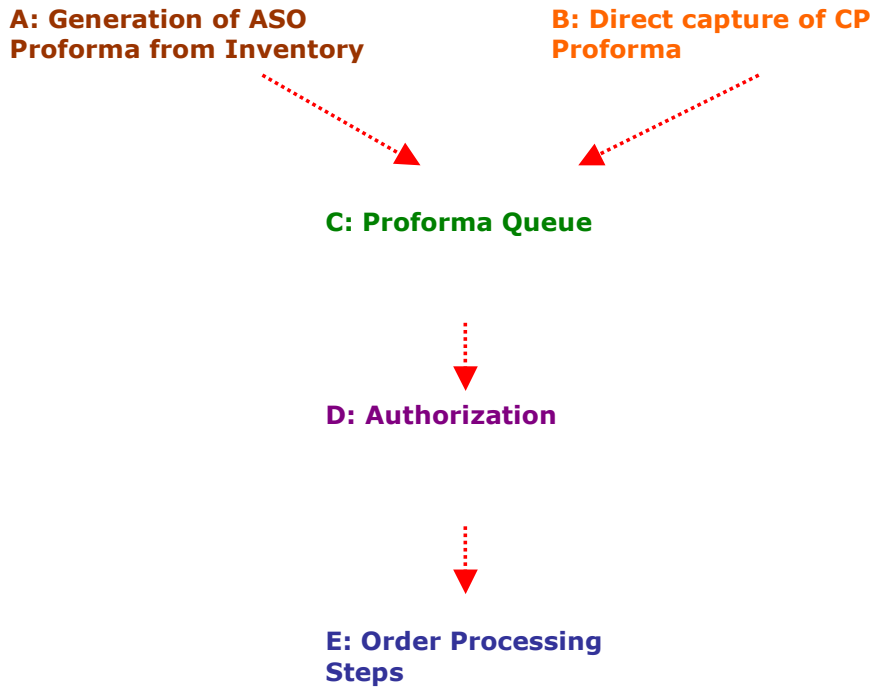 A: Generation of ASO
Proforma from Inventory
B: Direct capture of CP
Proforma
C: Proforma Queue
D: Authorization
E: Order Processing
Steps